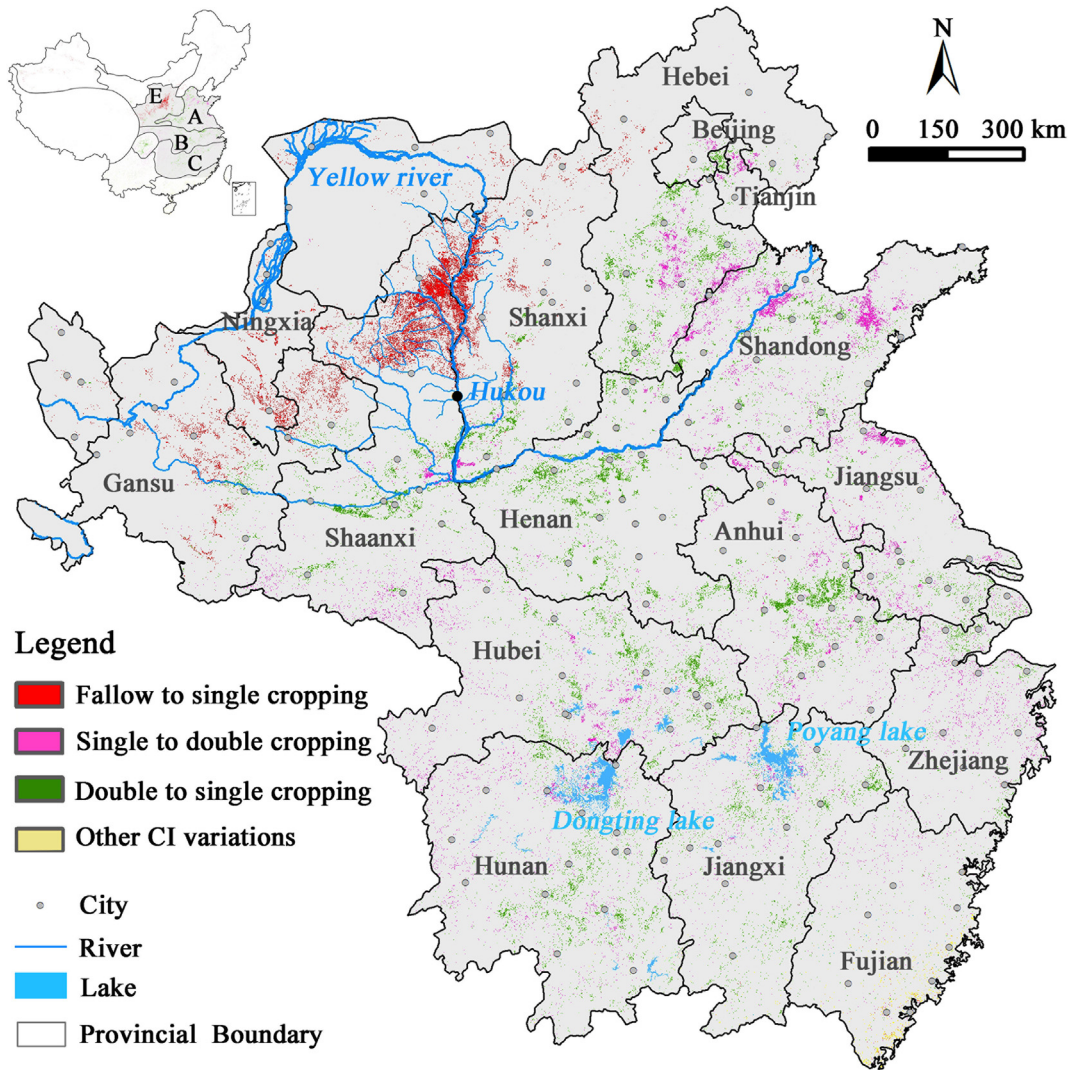 N
0 150 300 km
E
A
B
C
Hebei
Beijing
Tianjin
Yellow river
Ningxia
Shanxi
Shandong
Hukou
Gansu
Jiangsu
Shaanxi
Henan
Anhui
Hubei
Poyang lake
Zhejiang
Dongting lake
Hunan
Jiangxi
Fujian
Legend
Fallow to single cropping
Single to double cropping
Double to single cropping
Other CI variations
City
River
Lake
Provincial Boundary